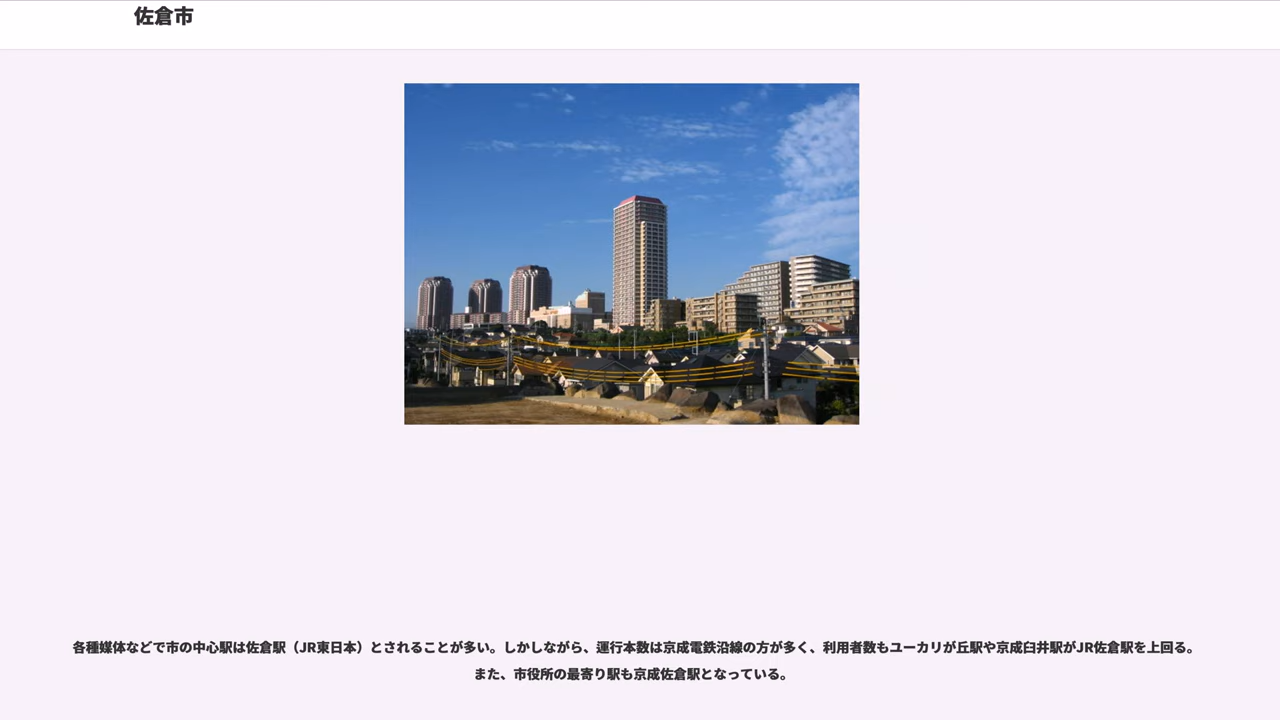 佐倉市
各種媒体などで市の中心駅は佐倉駅（JR東日本）とされることが多い。しかしながら、運行本数は京成電鉄沿線の方が多く、利用者数もユーカリが丘駅や京成臼井駅がJR佐倉駅を上回る。
また、市役所の最寄り駅も京成佐倉駅となっている。